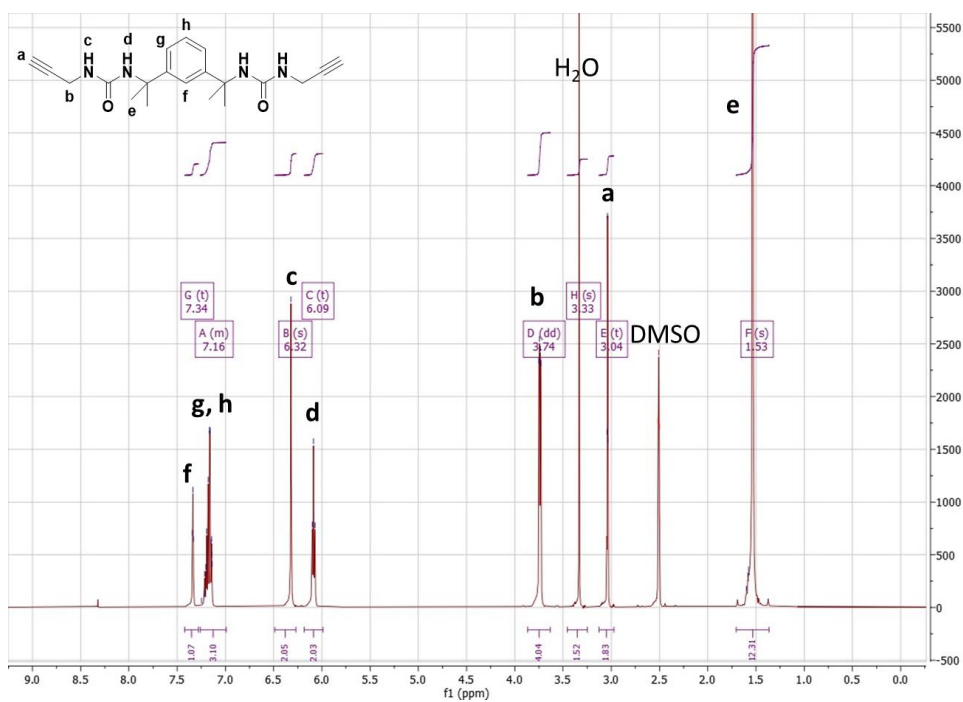 h
c
d
g
a
H
N
H
N
H
N
H
N
b
O
e
f
O
H2O
e
a
c
b
G (t)
7.34
C (t)
6.09
H (s)
3.33
A (m)
7.16
B (s)
6.32
D (dd)
3.74
E (t)
3.04
DMSO
F (s)
1.53
g, h
d
f
5500
5000
4500
4000
3500
3000
2500
2000
1500
1000
500
0
-500
1.07
3.10
2.05
2.03
4.04
1.52
1.83
12.31
9.0 8.5 8.0 7.5 7.0 6.5 6.0 5.5 5.0 4.5 4.0 3.5 3.0 2.5 2.0 1.5 1.0 0.5 0.0
f1 (ppm)